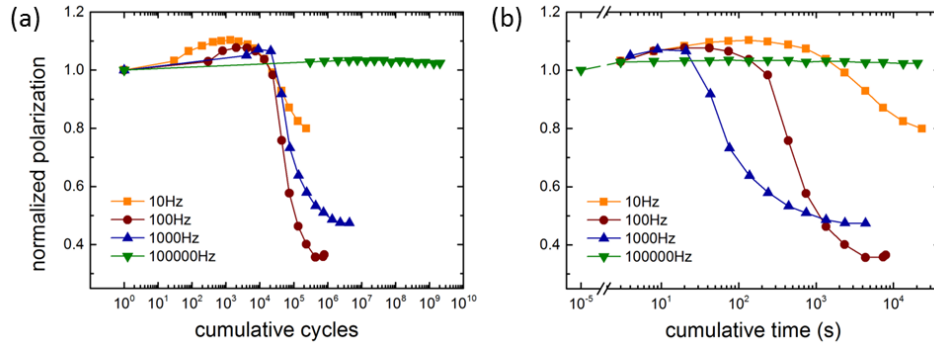 (a)
normalized polarization
1.2
1.0
0.8
0.6
0.4
10Hz
100Hz
1000Hz
100000Hz
10⁰ 10¹ 10² 10³ 10⁴ 10⁵ 10⁶ 10⁷ 10⁸ 10⁹ 10¹⁰
cumulative cycles
(b)
1.2
1.0
0.8
0.6
0.4
10Hz
100Hz
1000Hz
100000Hz
10⁻⁵ 10¹ 10² 10³ 10⁴
cumulative time (s)